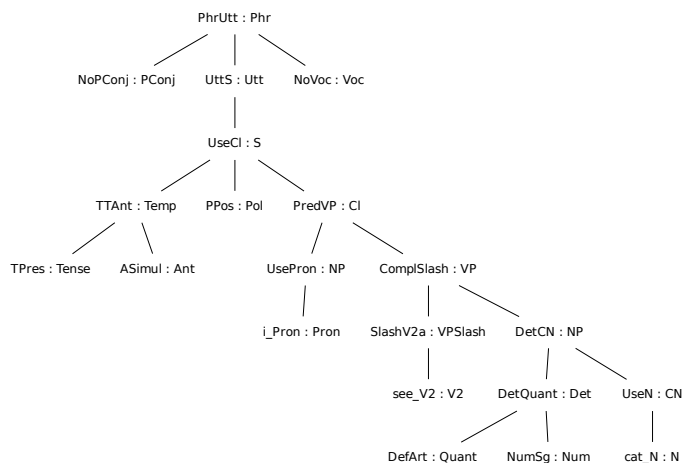 PhrUtt : Phr
NoPConj : PConj UttS : Utt NoVoc : Voc
UseCl : S
TTAnt : Temp PPos : Pol PredVP : Cl
TPres : Tense ASimul : Ant UsePron : NP ComplSlash : VP
i_Pron : Pron SlashV2a : VPSlash DetCN : NP
see_V2 : V2 DetQuant : Det UseN : CN
DefArt : Quant NumSg : Num cat_N : N